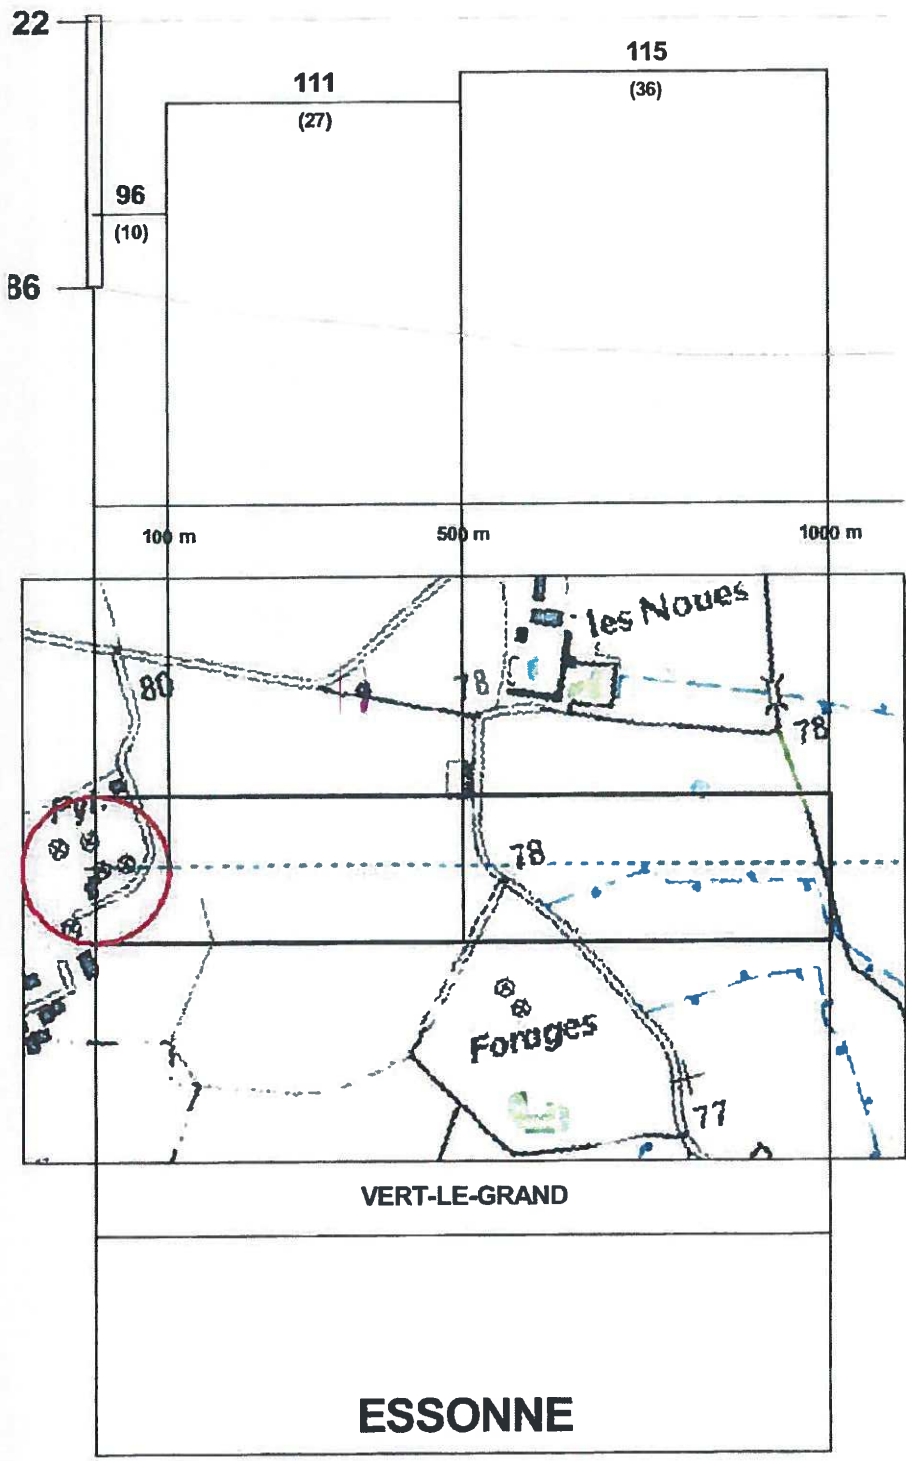 22
115
(36)
111
(27)
96
(10)
86
100 m
500 m
1000 m
les Noues
80
78
78
78
Forages
77
VERT-LE-GRAND
ESSONNE